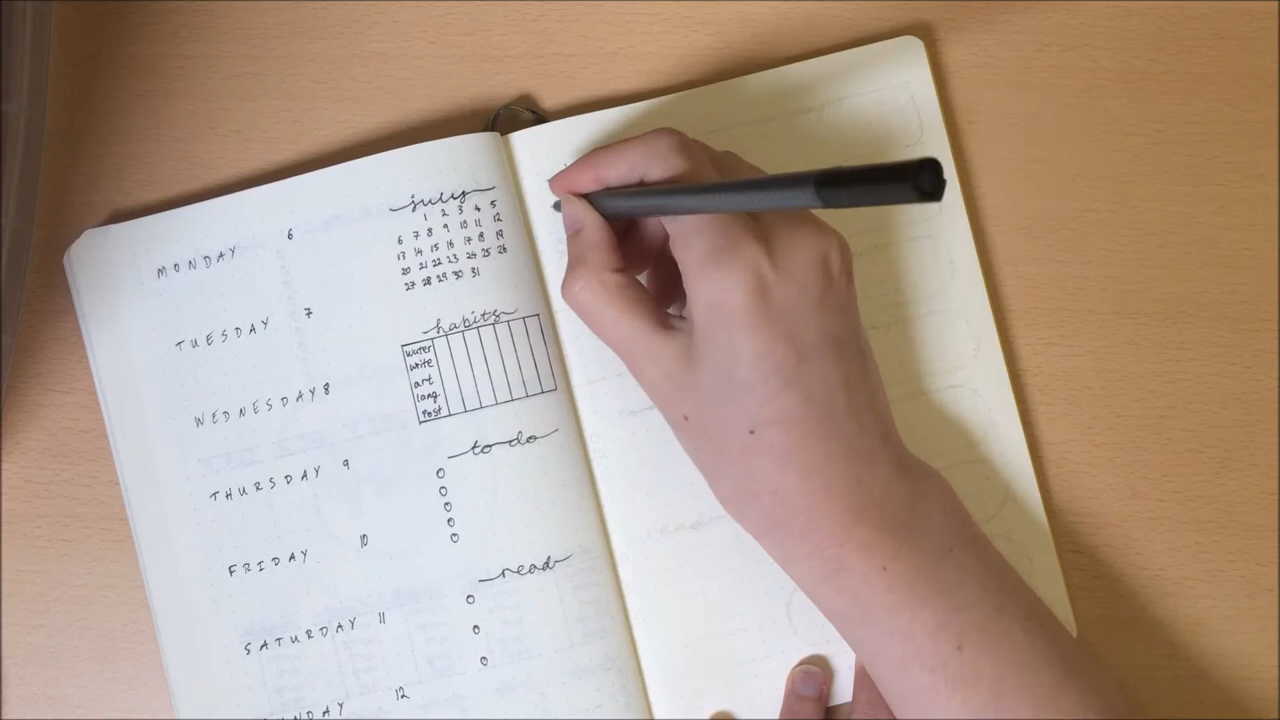 MONDAY 6
TUESDAY 7
WEDNESDAY 8
THURSDAY 9
FRIDAY 10
SATURDAY 11
NDAY 12
july
1 2 3 4 5
6 7 8 9 10 11 12
13 14 15 16 17 18 19
20 21 22 23 24 25 26
27 28 29 30 31
habits
water
write
art
lang
post
to do
read